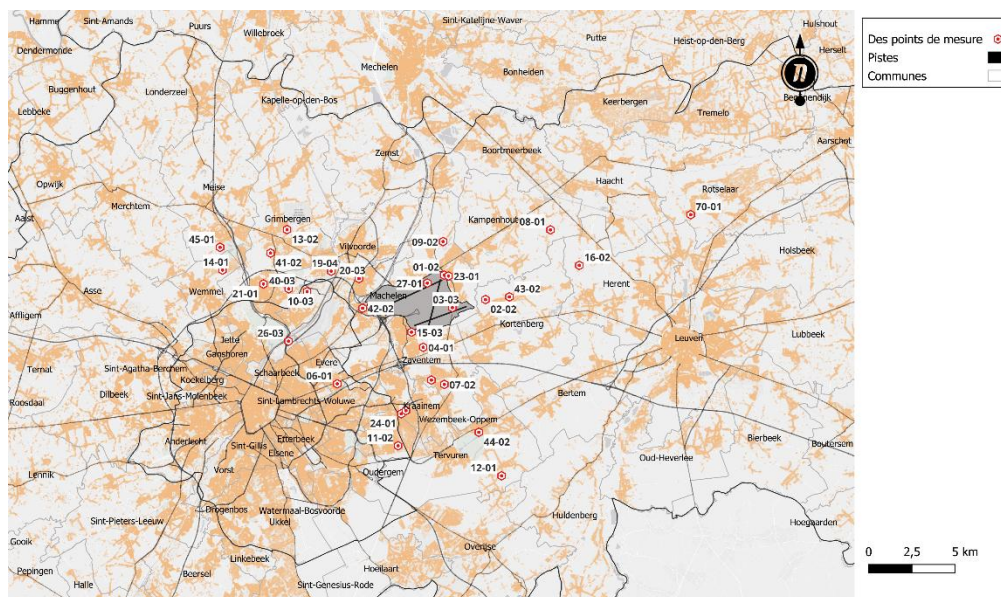 Hamme
Sint-Amands
Puurs
Willebroek
Sint-Katelijne-Waver
Putte
Heist-op-den-Berg
Hulshout
Herselt
Dendermonde
Mechelen
Bonheiden
Buggenhout
Londerzeel
Kapelle-op-den-Bos
Keerbergen
Tremelo
Begijnendijk
Lebbeke
Zemst
Boortmeerbeek
Aarschot
Opwijk
Merchtem
Meise
Haacht
Rotselaar
Aalst
Grimbergen
Kampenhout
08-01
70-01
45-01
13-02
Vilvoorde
09-02
Holsbeek
14-01
41-02
19-04
20-03
01-02
23-01
16-02
Asse
Wemmel
40-03
27-01
Herent
21-01
10-03
Machelen
03-03
43-02
Affligem
42-02
02-02
Kortenberg
26-03
Jette
15-03
Lubbeek
Ganshoren
04-01
Leuven
Ternat
Sint-Agatha-Berchem
Schaarbeek
Evere
Zaventem
Koekelberg
06-01
07-02
Roosdaal
Dilbeek
Sint-Jans-Molenbeek
Sint-Lambrechts-Woluwe
Bertem
Kraainem
24-01
Wezembeek-Oppem
Anderlecht
Sint-Gillis
Etterbeek
11-02
44-02
Bierbeek
Boutersem
Elsene
Tervuren
Oud-Heverlee
Lennik
Vorst
Oudergem
12-01
Drogenbos
Watermaal-Bosvoorde
Sint-Pieters-Leeuw
Ukkel
Huldenberg
Hoegaarden
Gooik
Linkebeek
Overijse
Pepingen
Halle
Beersel
Hoeilaart
Sint-Genesius-Rode
n
Des points de mesure
Pistes
Communes
0 2,5 5 km